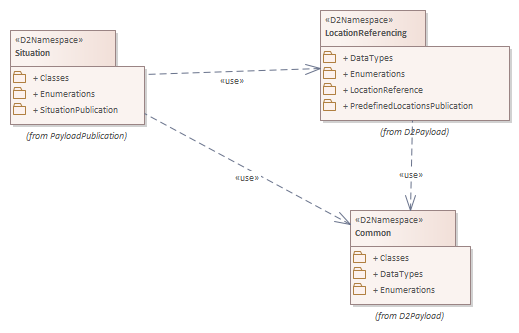 «D2Namespace»
Situation
+ Classes
+ Enumerations
+ SituationPublication
(from PayloadPublication)
«use»
«D2Namespace»
LocationReferencing
+ DataTypes
+ Enumerations
+ LocationReference
+ PredefinedLocationsPublication
(from D2Payload)
«use»
«use»
«D2Namespace»
Common
+ Classes
+ DataTypes
+ Enumerations
(from D2Payload)